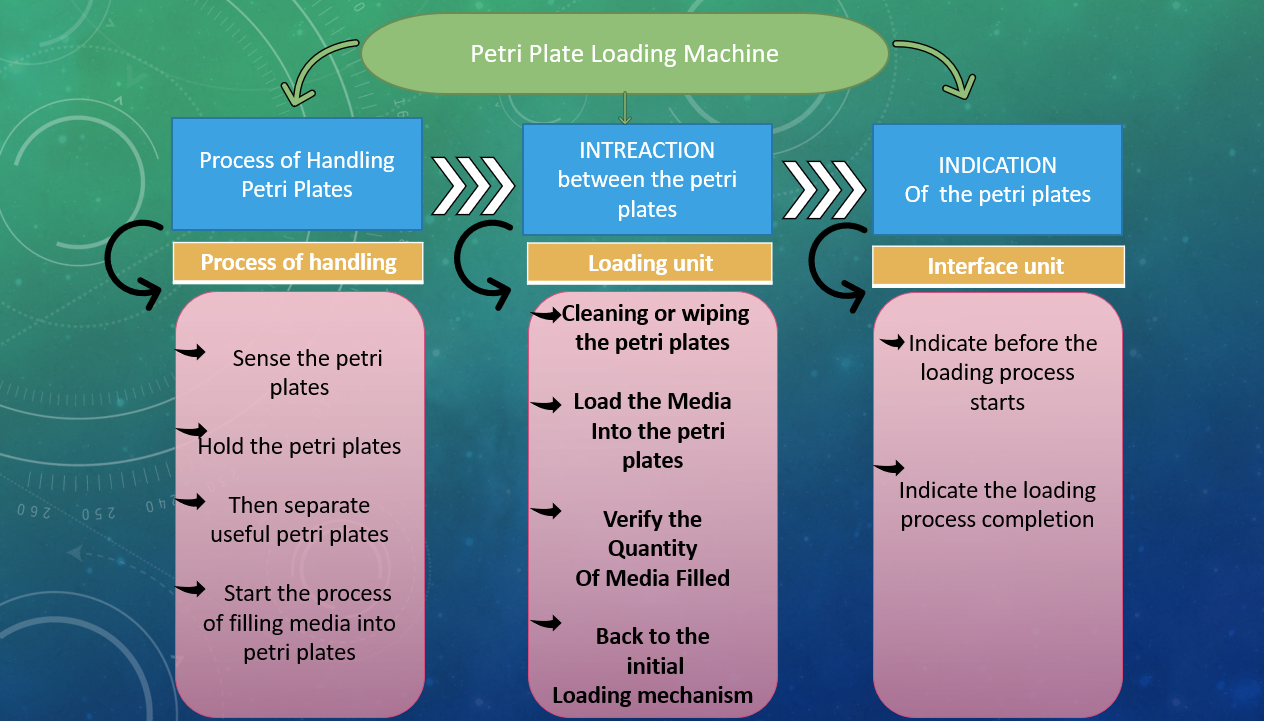 Petri Plate Loading Machine
Process of Handling
Petri Plates
INTREACTION
between the petri
plates
INDICATION
Of the petri plates
Process of handling
Loading unit
Interface unit
Sense the petri
plates
Hold the petri plates
Then separate
useful petri plates
Start the process
of filling media into
petri plates
Cleaning or wiping
the petri plates
Load the Media
Into the petri
plates
Verify the
Quantity
Of Media Filled
Back to the
initial
Loading mechanism
Indicate before the
loading process
starts
Indicate the loading
process completion
260
250
240